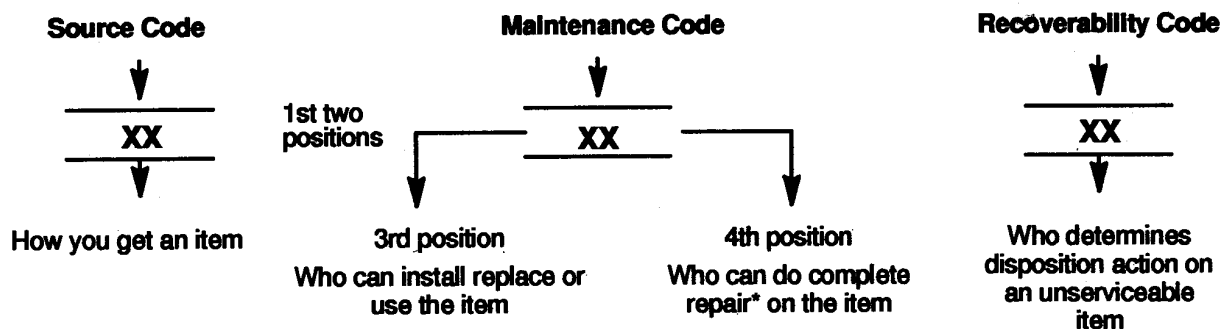 Source Code
Maintenance Code
Recoverability Code
XX
1st two
positions
XX
XX
How you get an item
3rd position
Who can install replace or
use the item
4th position
Who can do complete
repair* on the item
Who determines
disposition action on
an unserviceable
item